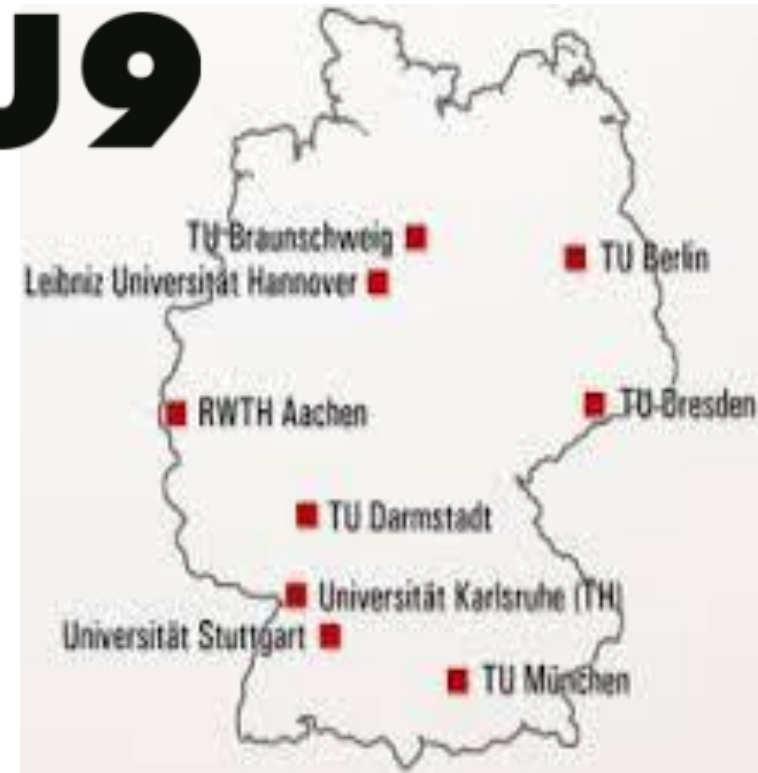 U9
TU Braunschweig
TU Berlin
Leibniz Universität Hannover
RWTH Aachen
TU Dresden
TU Darmstadt
Universität Karlsruhe (TH)
Universität Stuttgart
TU München